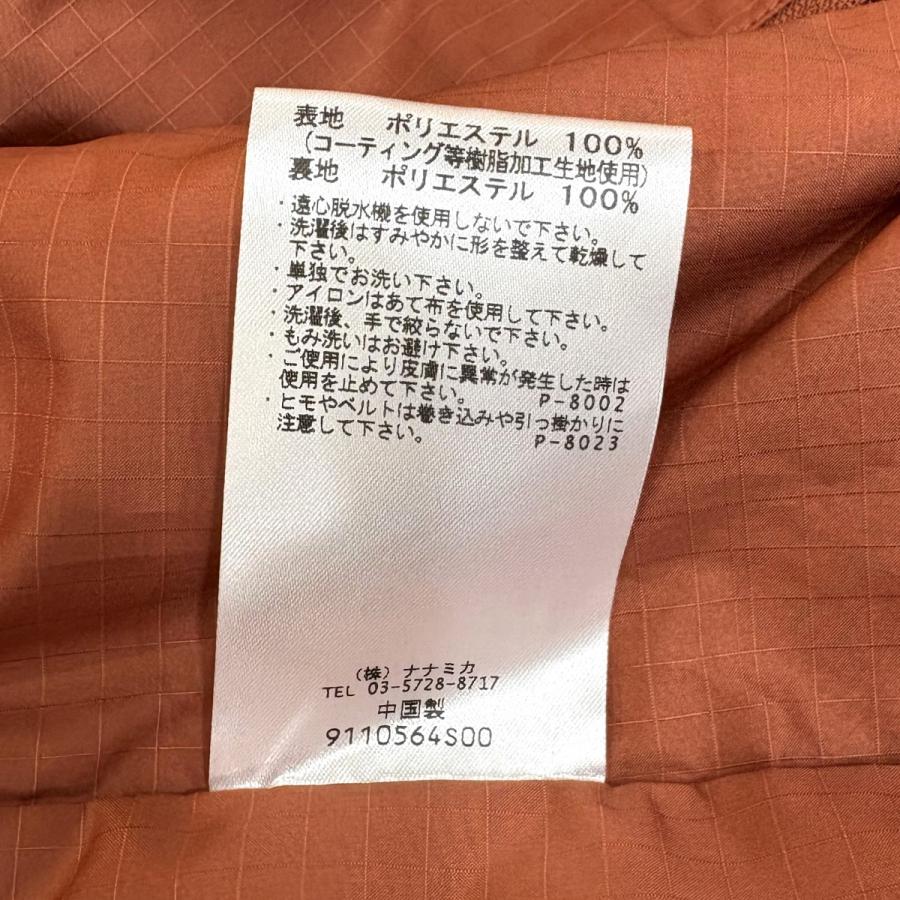 表地 ポリエステル 100%
(コーティング等樹脂加工生地使用)
裏地 ポリエステル 100%
・遠心脱水機を使用しないで下さい。
・洗濯後はすみやかに形を整えて乾燥して
下さい。
・単独でお洗い下さい。
・アイロンはあて布を使用して下さい。
・洗濯後、手で絞らないで下さい。
・もみ洗いはお避け下さい。
・ご使用により皮膚に異常が発生した時は
使用を止めて下さい。 P-8002
・ヒモやベルトは巻き込みや引っ掛かりに
注意して下さい。 P-8023
(株) ナナミカ
TEL 03-5728-8717
中国製
9110564S00